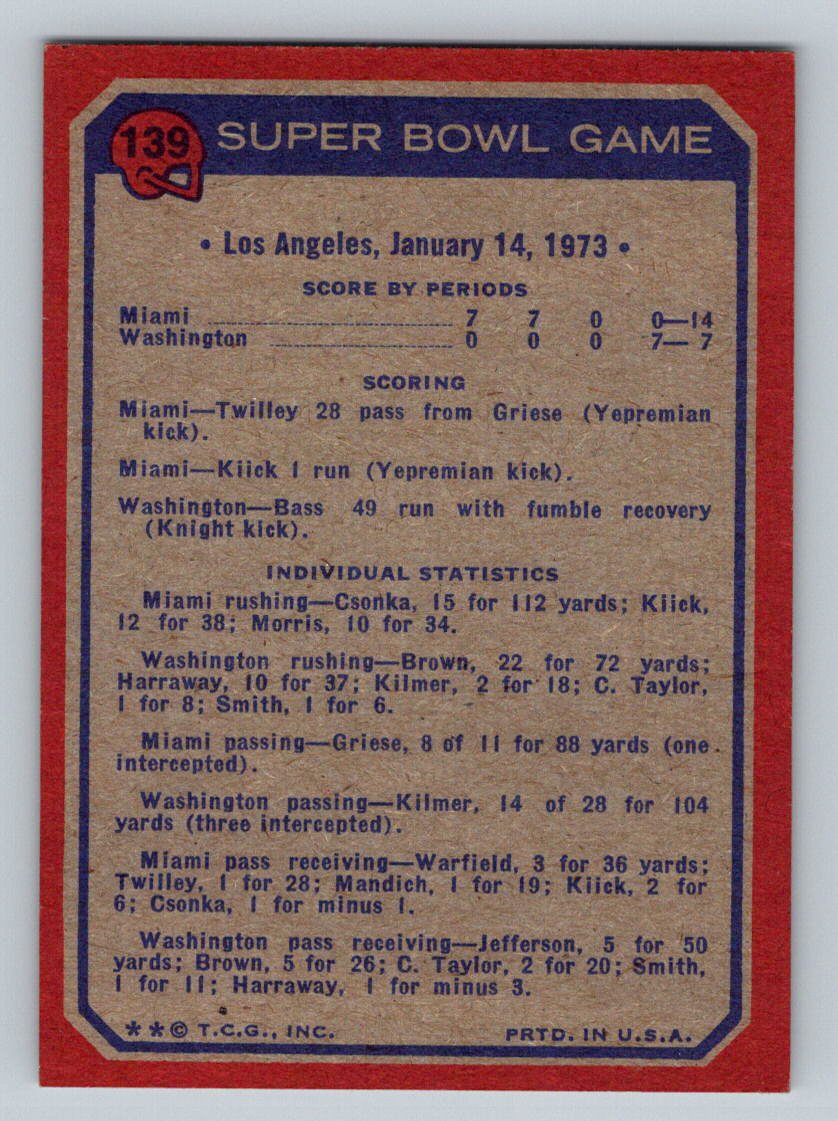 139 SUPER BOWL GAME
• Los Angeles, January 14, 1973 •
SCORE BY PERIODS
Miami ........................................ 7 7 0 0—14
Washington .............................. 0 0 0 7— 7
SCORING
Miami—Twilley 28 pass from Griese (Yepremian
kick).
Miami—Kiick 1 run (Yepremian kick).
Washington—Bass 49 run with fumble recovery
(Knight kick).
INDIVIDUAL STATISTICS
Miami rushing—Csonka, 15 for 112 yards; Kiick,
12 for 38; Morris, 10 for 34.
Washington rushing—Brown, 22 for 72 yards;
Harraway, 10 for 37; Kilmer, 2 for 18; C. Taylor,
1 for 8; Smith, 1 for 6.
Miami passing—Griese, 8 of 11 for 88 yards (one
intercepted).
Washington passing—Kilmer, 14 of 28 for 104
yards (three intercepted).
Miami pass receiving—Warfield, 3 for 36 yards;
Twilley, 1 for 28; Mandich, 1 for 19; Kiick, 2 for
6; Csonka, 1 for minus 1.
Washington pass receiving—Jefferson, 5 for 50
yards; Brown, 5 for 26; C. Taylor, 2 for 20; Smith,
1 for 11; Harraway, 1 for minus 3.
**© T.C.G., INC. PRTD. IN U.S.A.